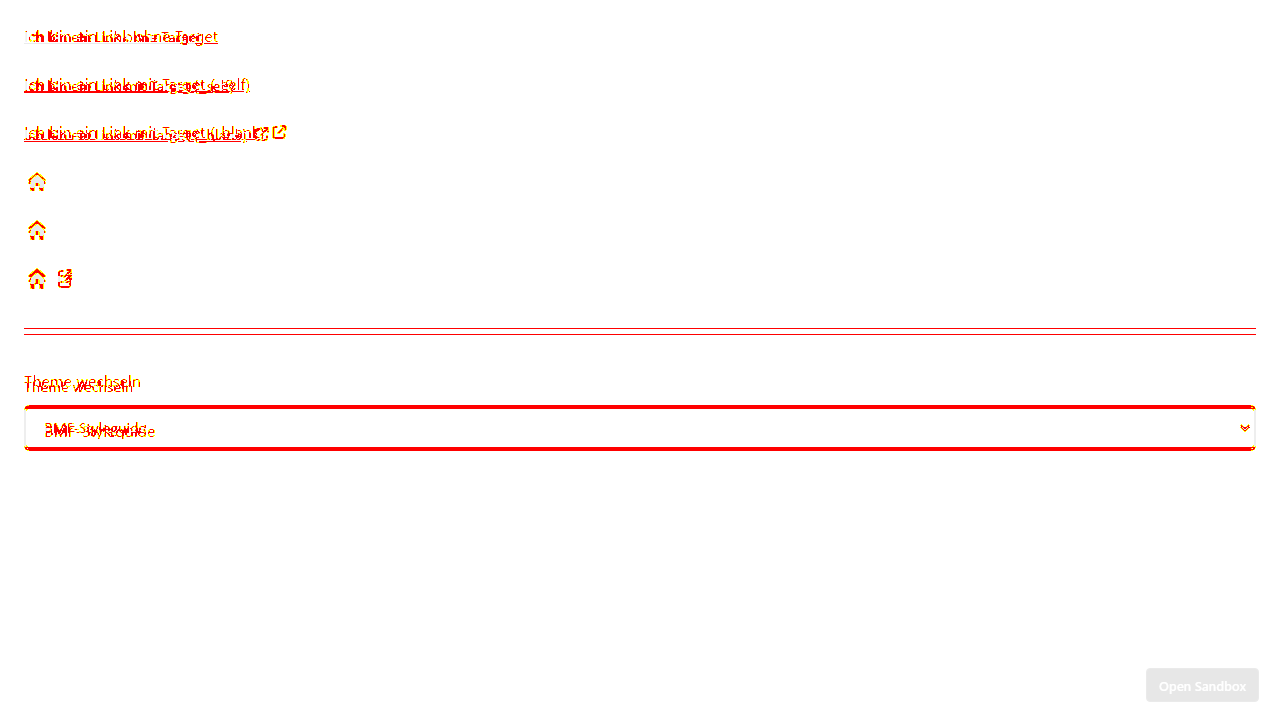 Ich bin ein Link ohne Target
Ich bin ein Link mit Target (_self)
Ich bin ein Link mit Target (_blank)
Theme wechseln
BMF-Styleguide
Open Sandbox